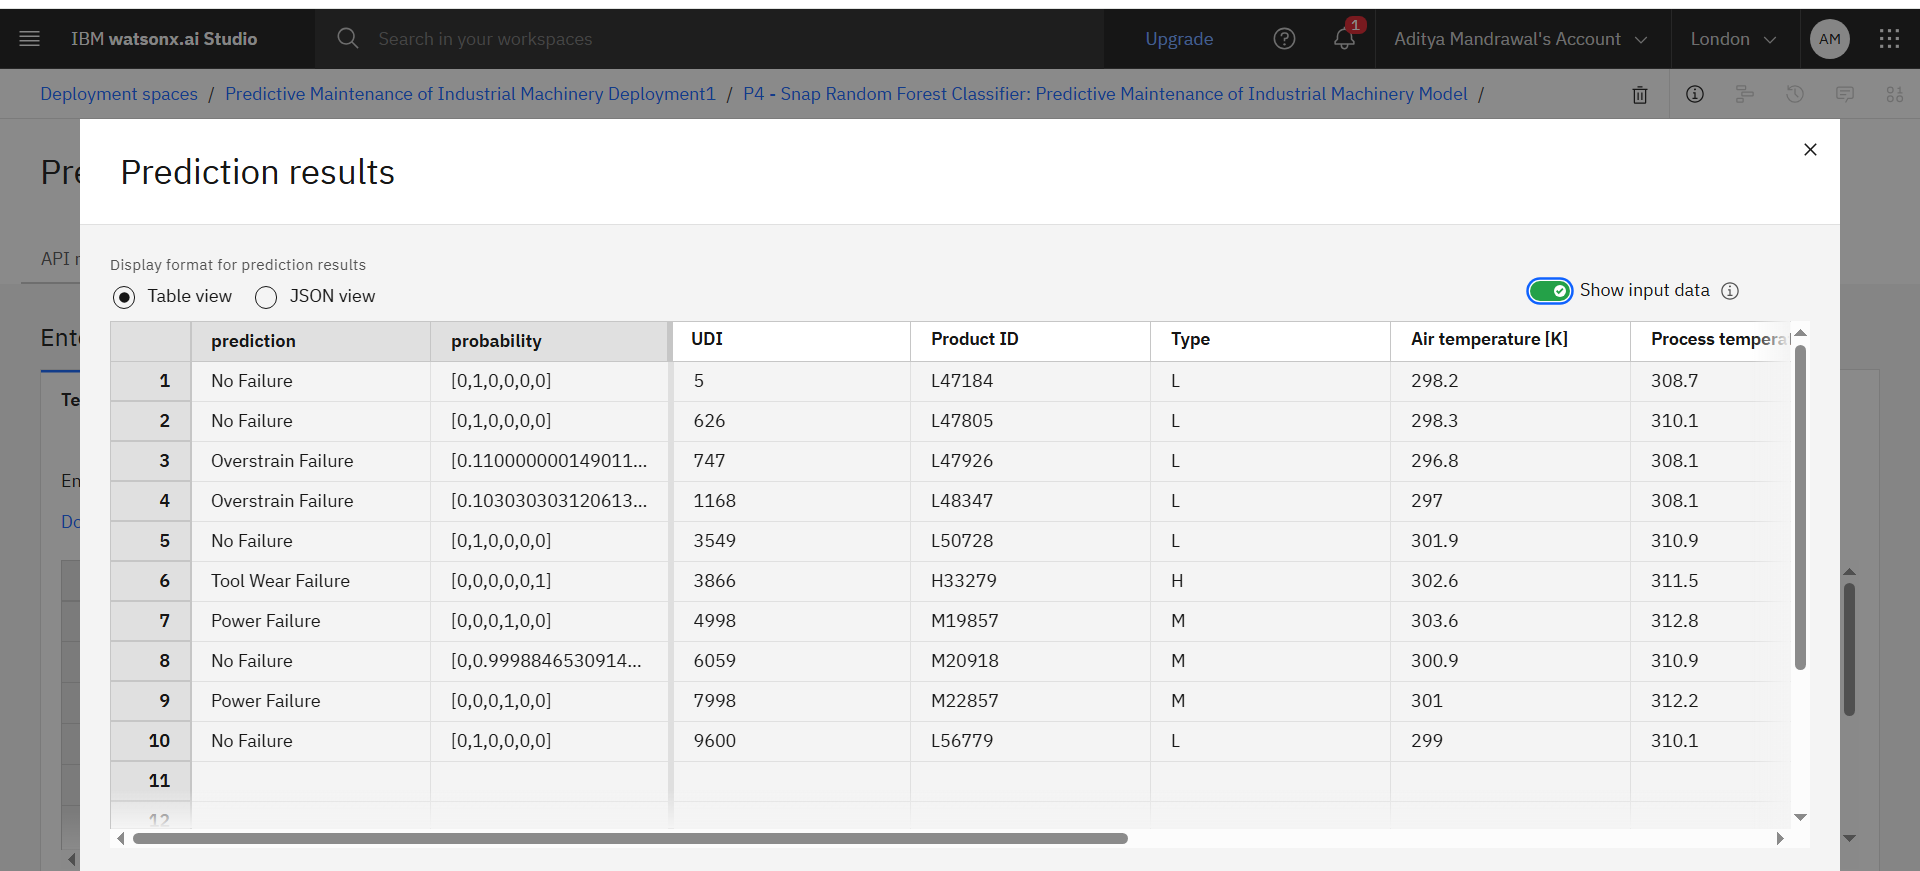 IBM watsonx.ai Studio
Search in your workspaces
Upgrade
1
Aditya Mandrawal's Account
London
AM
Deployment spaces / Predictive Maintenance of Industrial Machinery Deployment1 / P4 - Snap Random Forest Classifier: Predictive Maintenance of Industrial Machinery Model /
Pre
Prediction results
API r
Display format for prediction results
Table view JSON view
Show input data
Ente
Te
En
Do
prediction probability UDI Product ID Type Air temperature [K] Process tempera
1 No Failure [0,1,0,0,0,0] 5 L47184 L 298.2 308.7
2 No Failure [0,1,0,0,0,0] 626 L47805 L 298.3 310.1
3 Overstrain Failure [0.110000000149011... 747 L47926 L 296.8 308.1
4 Overstrain Failure [0.103030303120613... 1168 L48347 L 297 308.1
5 No Failure [0,1,0,0,0,0] 3549 L50728 L 301.9 310.9
6 Tool Wear Failure [0,0,0,0,0,1] 3866 H33279 H 302.6 311.5
7 Power Failure [0,0,0,1,0,0] 4998 M19857 M 303.6 312.8
8 No Failure [0,0.9998846530914... 6059 M20918 M 300.9 310.9
9 Power Failure [0,0,0,1,0,0] 7998 M22857 M 301 312.2
10 No Failure [0,1,0,0,0,0] 9600 L56779 L 299 310.1
11
12